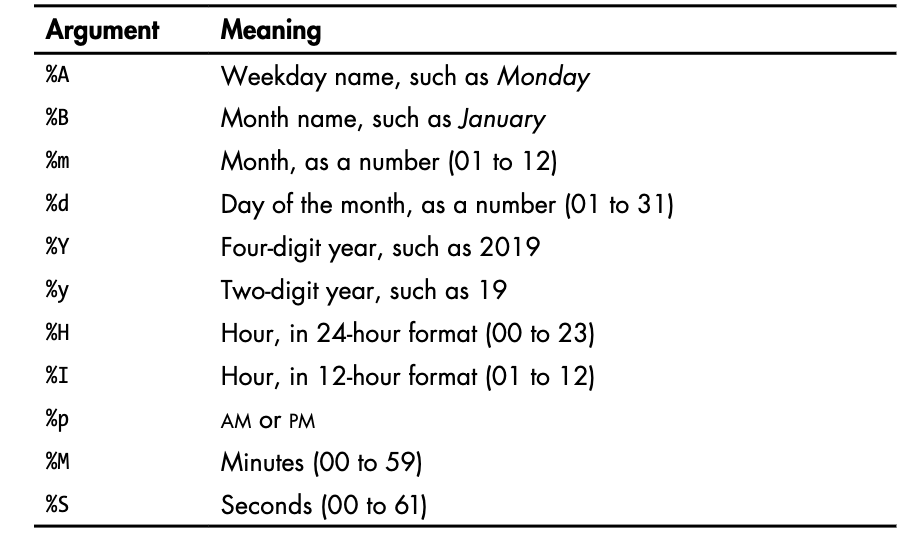 Argument Meaning
%A Weekday name, such as Monday
%B Month name, such as January
%m Month, as a number (01 to 12)
%d Day of the month, as a number (01 to 31)
%Y Four-digit year, such as 2019
%y Two-digit year, such as 19
%H Hour, in 24-hour format (00 to 23)
%I Hour, in 12-hour format (01 to 12)
%p AM or PM
%M Minutes (00 to 59)
%S Seconds (00 to 61)